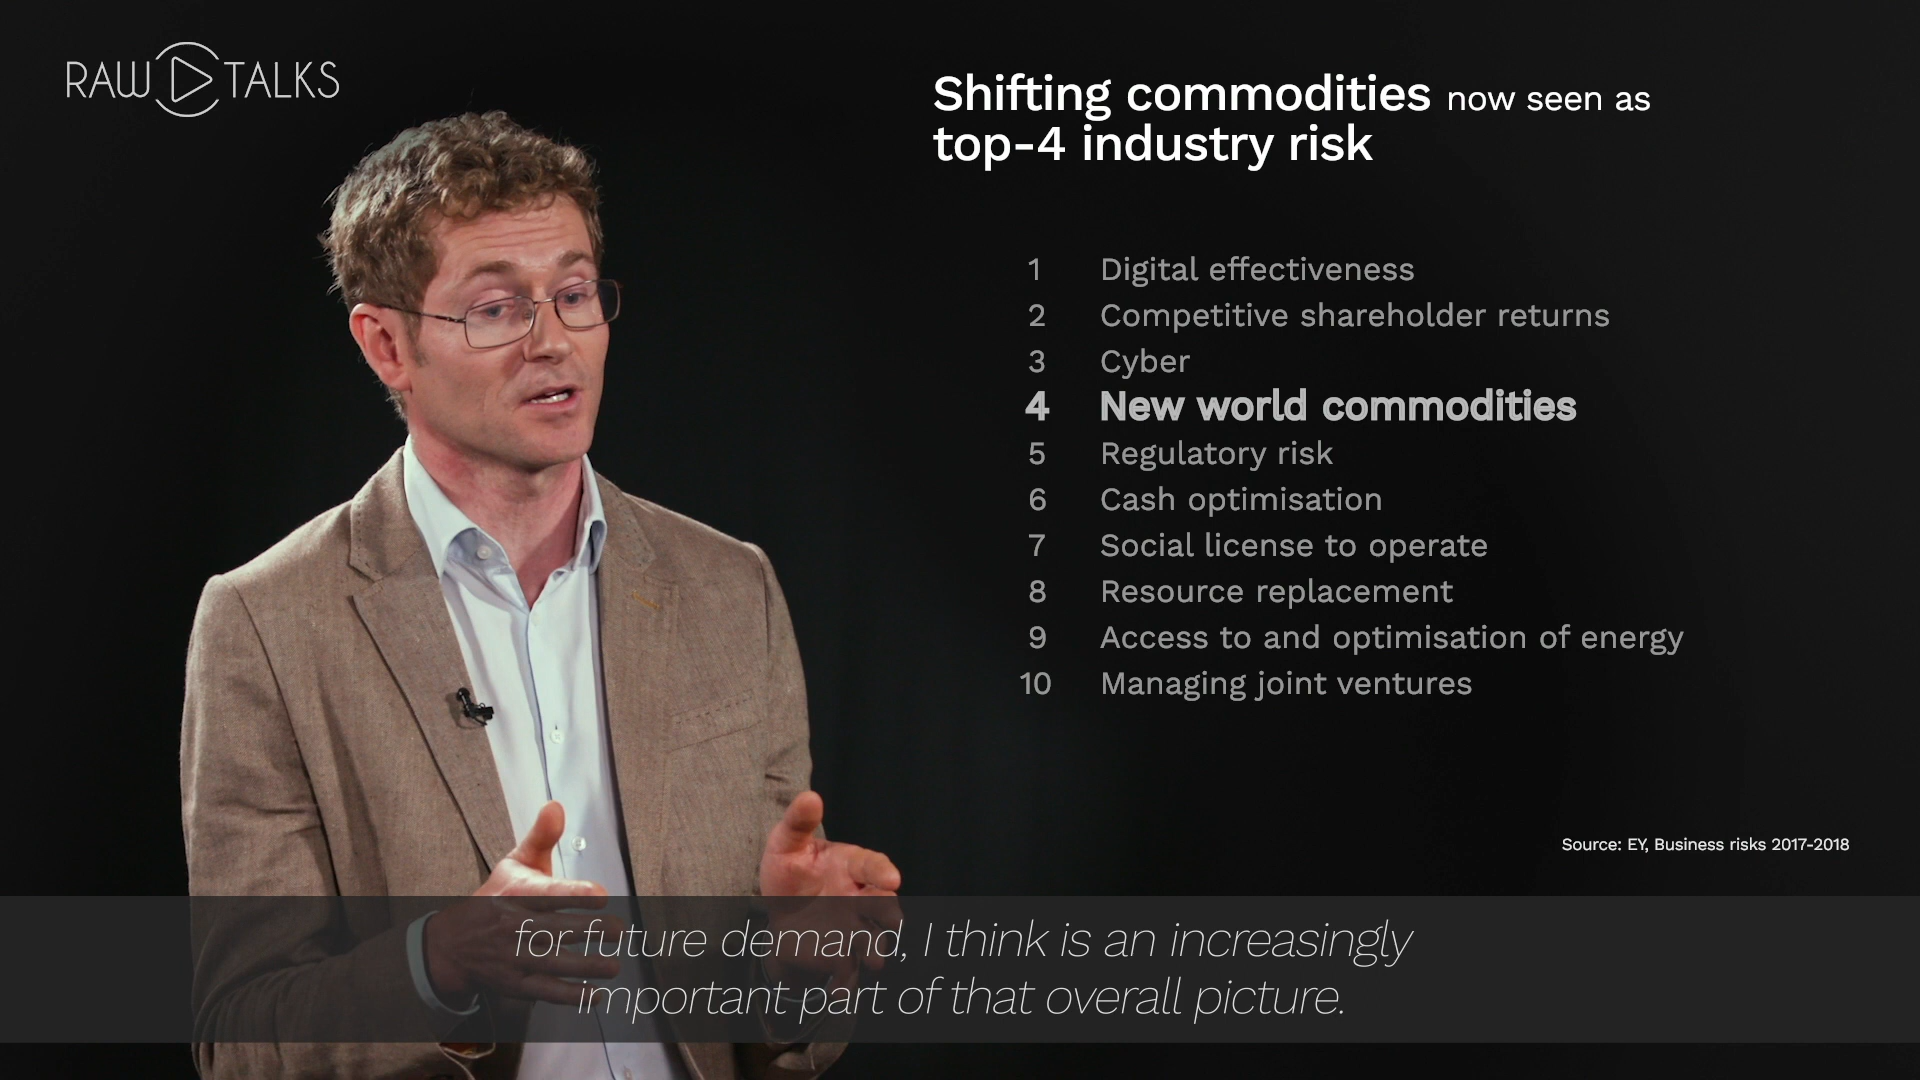 RAW TALKS
Shifting commodities now seen as
top-4 industry risk
1 Digital effectiveness
2 Competitive shareholder returns
3 Cyber
4 New world commodities
5 Regulatory risk
6 Cash optimisation
7 Social license to operate
8 Resource replacement
9 Access to and optimisation of energy
10 Managing joint ventures
Source: EY, Business risks 2017-2018
for future demand, I think is an increasingly
important part of that overall picture.